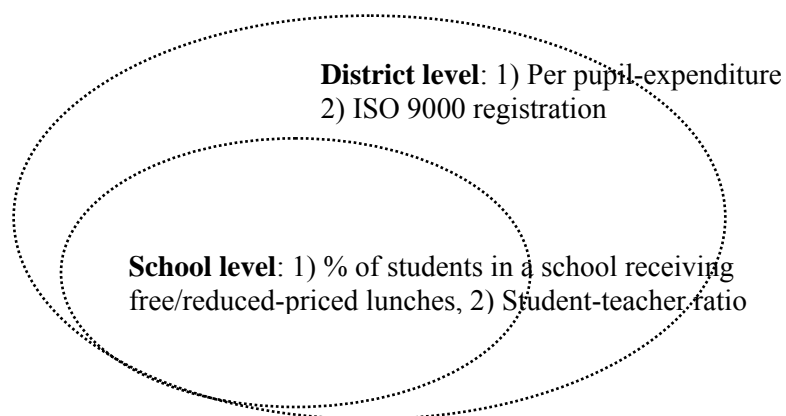 District level: 1) Per pupil-expenditure
2) ISO 9000 registration
School level: 1) % of students in a school receiving
free/reduced-priced lunches, 2) Student-teacher ratio